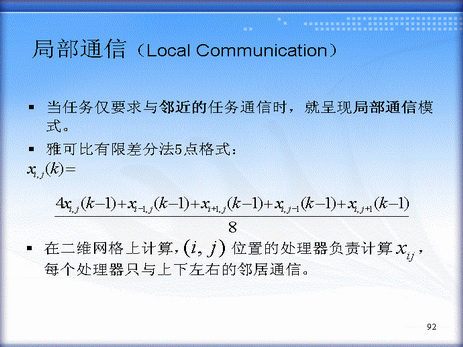 局部通信（Local Communication）
▪ 当任务仅要求与邻近的任务通信时，就呈现局部通信模
式。
▪ 雅可比有限差分法5点格式：
x_{i,j}(k)=
4x_{i,j}(k−1)+x_{i−1,j}(k−1)+x_{i+1,j}(k−1)+x_{i,j−1}(k−1)+x_{i,j+1}(k−1)
8
▪ 在二维网格上计算，(i, j) 位置的处理器负责计算 x_{ij}，
每个处理器只与上下左右的邻居通信。
92